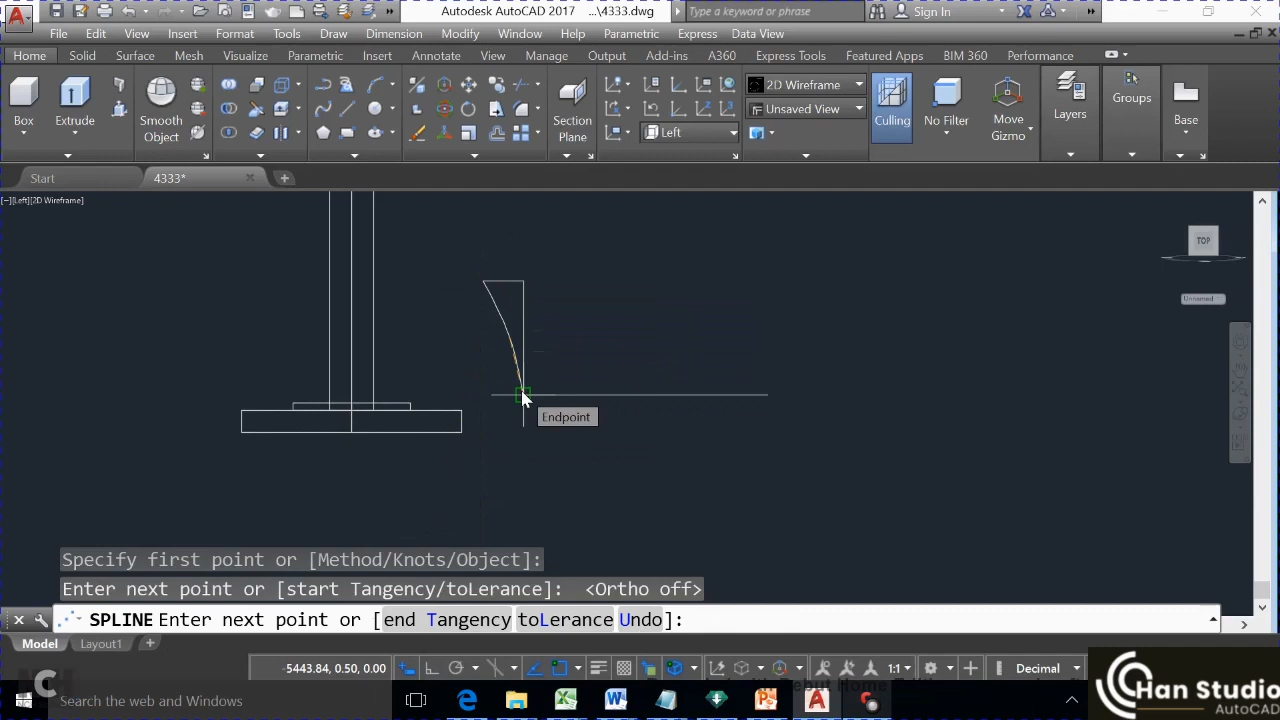 Autodesk AutoCAD 2017 ...\4333.dwg
Type a keyword or phrase
Sign In
File Edit View Insert Format Tools Draw Dimension Modify Window Help Parametric Express Data View
Home Solid Surface Mesh Visualize Parametric Insert Annotate View Manage Output Add-ins A360 Express Tools Featured Apps BIM 360 Performance
2D Wireframe
Unsaved View
Left
Box Extrude Smooth Object Section Plane Culling No Filter Move Gizmo Layers Groups Base
Start 4333*
[−][Left][2D Wireframe]
TOP
Unnamed
Endpoint
Specify first point or [Method/Knots/Object]:
Enter next point or [start Tangency/toLerance]: <Ortho off>
SPLINE Enter next point or [end Tangency toLerance Undo]:
Model Layout1
-5443.84, 0.50, 0.00
1:1
Decimal
Search the web and Windows
Han Studio
AutoCAD